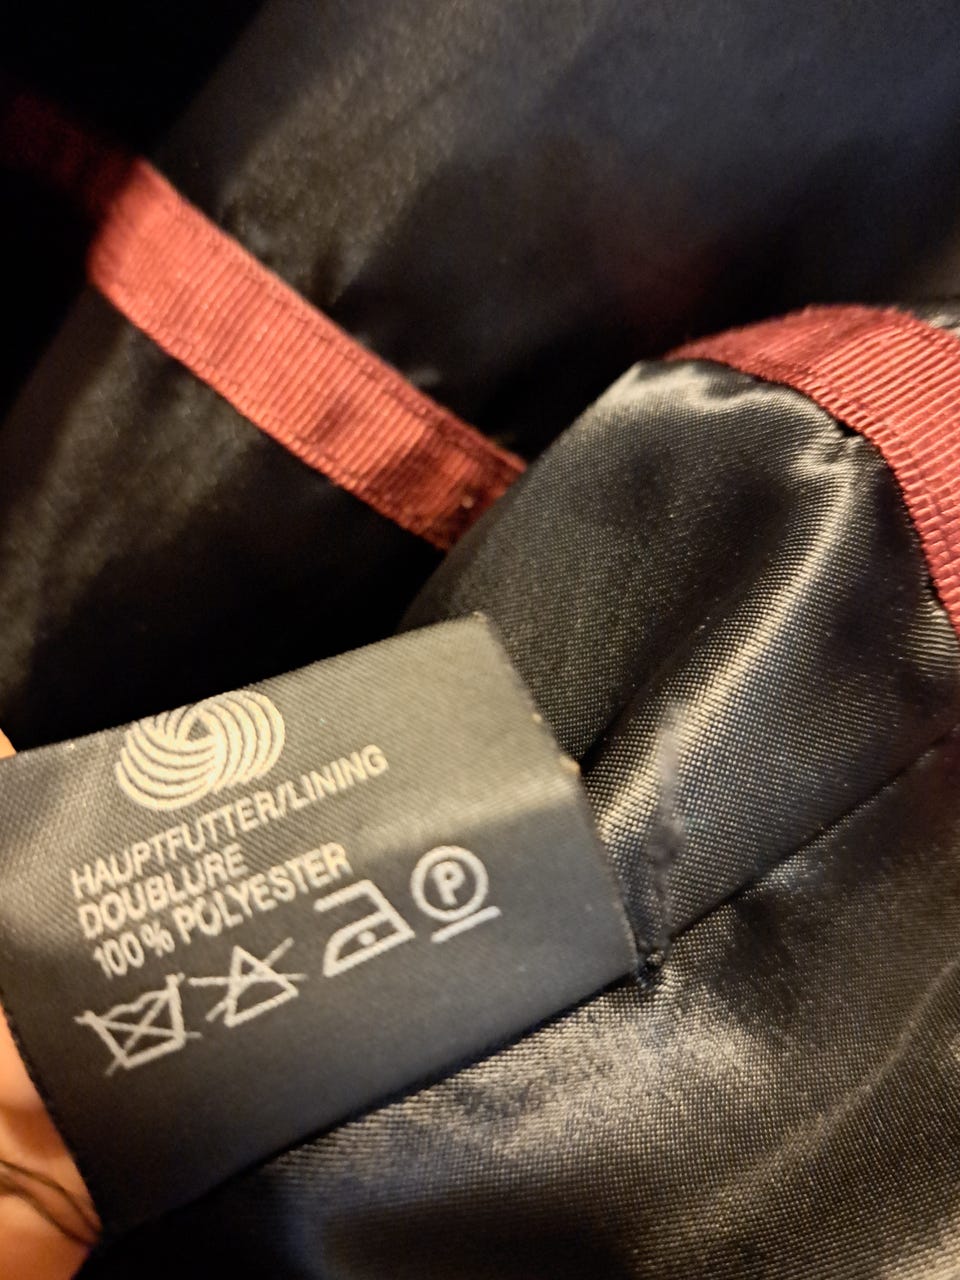 HAUPTFUTTER/LINING
DOUBLURE
100% POLYESTER
P